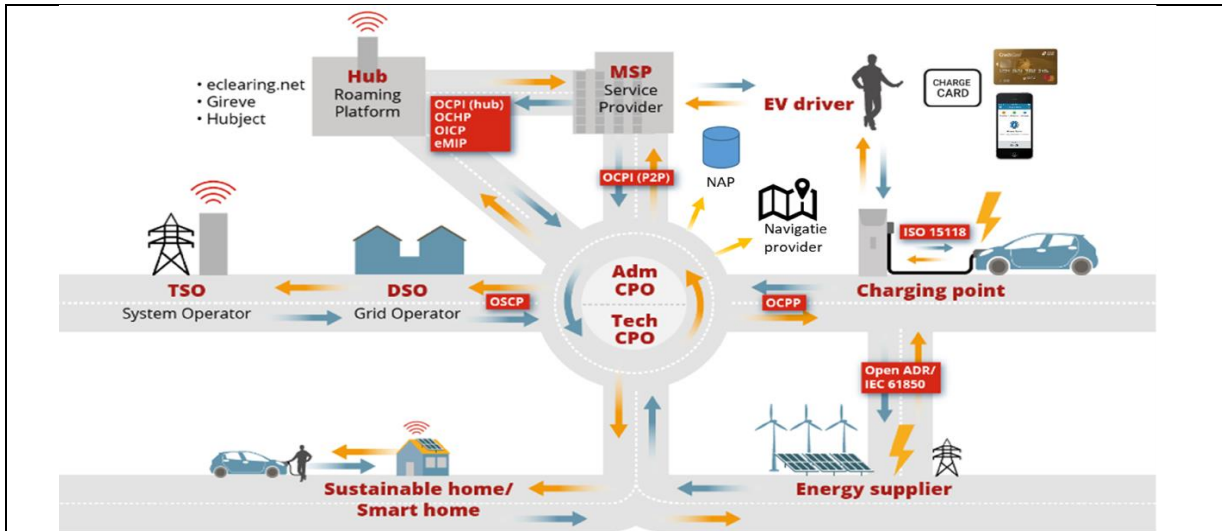 Hub
Roaming
Platform
• eclearing.net
• Gireve
• Hubject
OCPI (hub)
OCHP
OICP
eMIP
MSP
Service
Provider
EV driver
CHARGE
CARD
OCPI (P2P)
NAP
Navigatie
provider
ISO 15118
TSO
System Operator
DSO
Grid Operator
OSCP
Adm
CPO
Tech
CPO
OCPP
Charging point
Open ADR/
IEC 61850
Sustainable home/
Smart home
Energy supplier